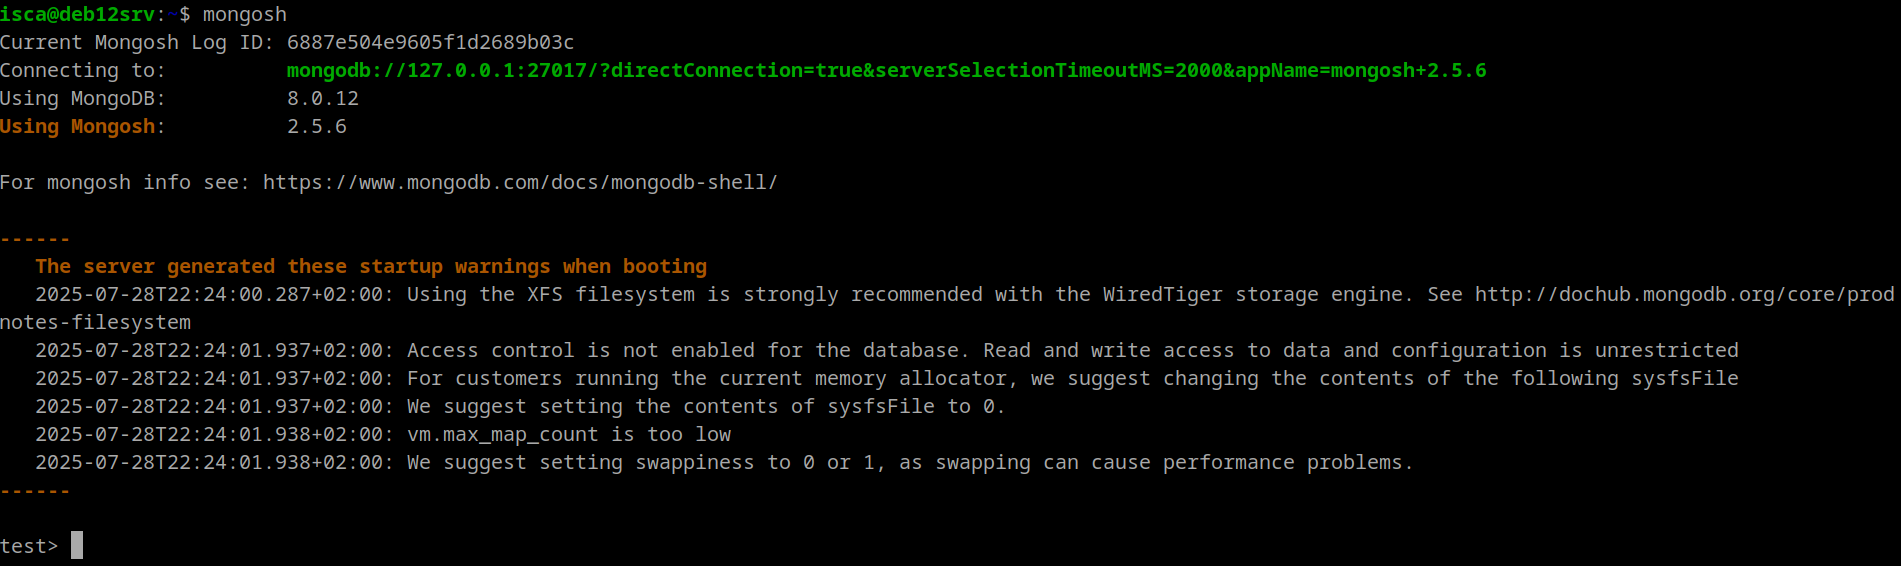 isca@deb12srv:~$ mongosh
Current Mongosh Log ID: 6887e504e9605f1d2689b03c
Connecting to:          mongodb://127.0.0.1:27017/?directConnection=true&serverSelectionTimeoutMS=2000&appName=mongosh+2.5.6
Using MongoDB:          8.0.12
Using Mongosh:          2.5.6
For mongosh info see: https://www.mongodb.com/docs/mongodb-shell/
------
   The server generated these startup warnings when booting
   2025-07-28T22:24:00.287+02:00: Using the XFS filesystem is strongly recommended with the WiredTiger storage engine. See http://dochub.mongodb.org/core/prod
notes-filesystem
   2025-07-28T22:24:01.937+02:00: Access control is not enabled for the database. Read and write access to data and configuration is unrestricted
   2025-07-28T22:24:01.937+02:00: For customers running the current memory allocator, we suggest changing the contents of the following sysfsFile
   2025-07-28T22:24:01.937+02:00: We suggest setting the contents of sysfsFile to 0.
   2025-07-28T22:24:01.938+02:00: vm.max_map_count is too low
   2025-07-28T22:24:01.938+02:00: We suggest setting swappiness to 0 or 1, as swapping can cause performance problems.
------
test>